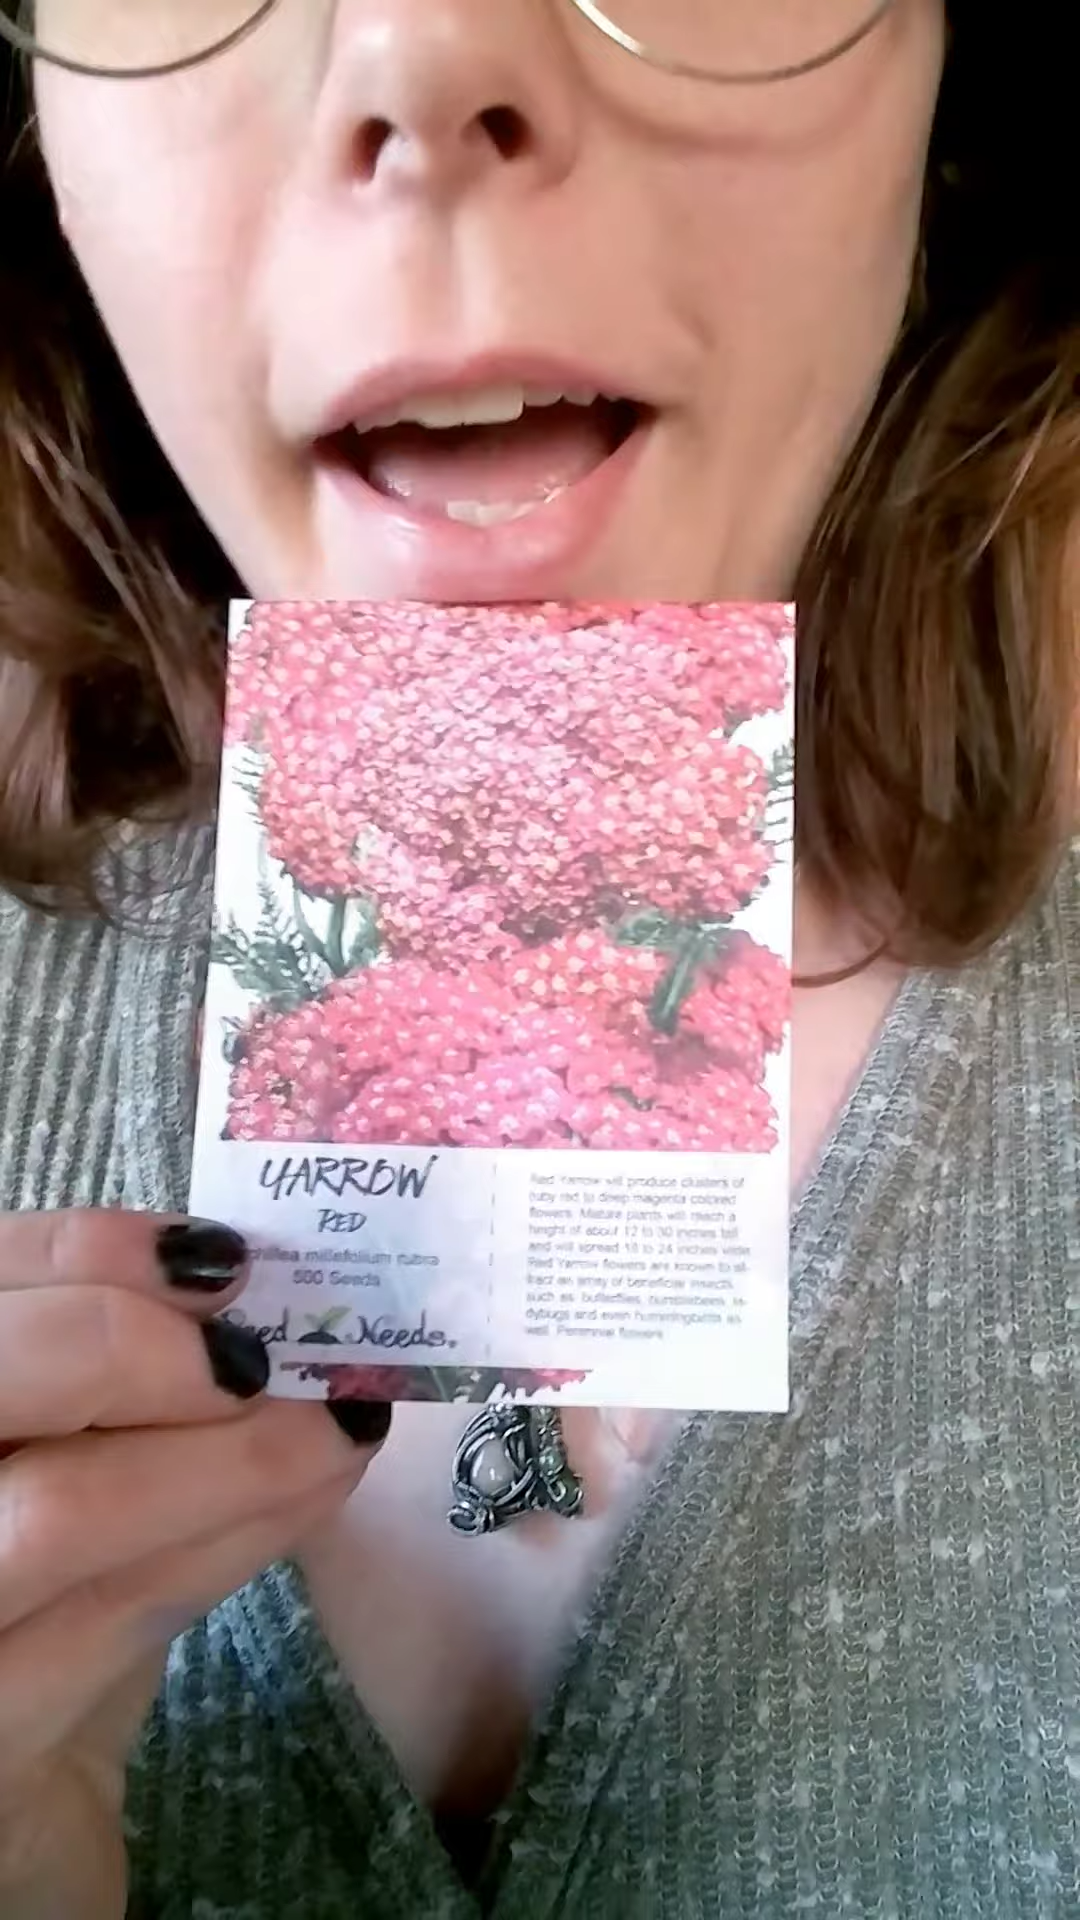 YARROW
RED
chillea millefolium rubra
500 Seeds
Seed Needs.
Red Yarrow will produce clusters of
ruby red to deep magenta colored
flowers. Mature plants will reach a
height of about 12 to 30 inches tall
and will spread 18 to 24 inches wide.
Red Yarrow flowers are known to at-
tract an array of beneficial insects
such as butterflies, bumblebees, la-
dybugs and even hummingbirds as
well. Perennial flowers.